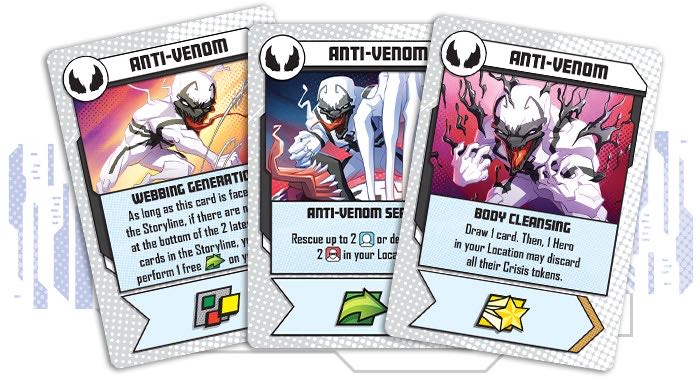 ANTI-VENOM
WEBBING GENERATIO
As long as this card is face
the Storyline, if there are n
at the bottom of the 2 late
cards in the Storyline, you
perform 1 free on y
ANTI-VENOM
ANTI-VENOM SE
Rescue up to 2 or de
2 in your Loca
ANTI-VENOM
BODY CLEANSING
Draw 1 card. Then, 1 Hero
in your Location may discard
all their Crisis tokens.